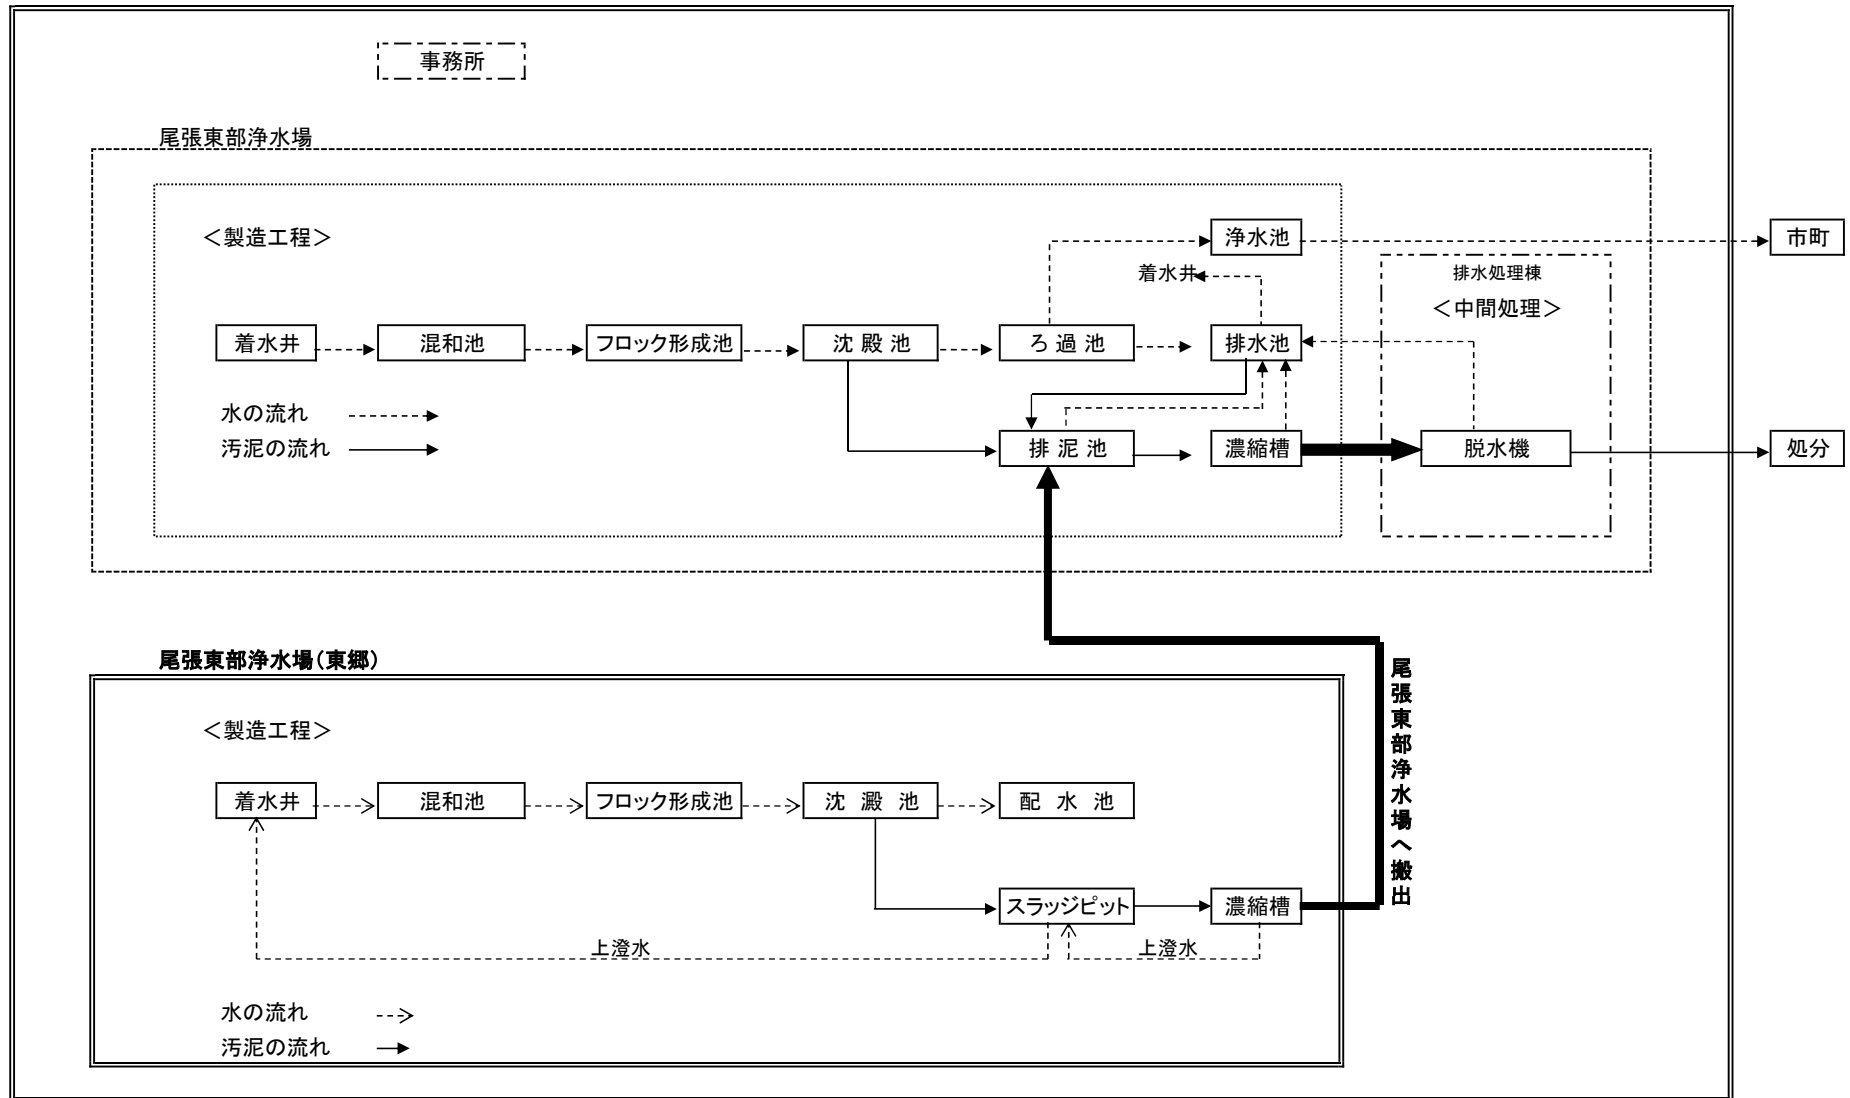 事務所
尾張東部浄水場
＜製造工程＞
浄水池
市町
着水井
排水処理棟
＜中間処理＞
着水井
混和池
フロック形成池
沈殿池
ろ過池
排水池
水の流れ
汚泥の流れ
排泥池
濃縮槽
脱水機
処分
尾張東部浄水場（東郷）
尾張東部浄水場へ搬出
＜製造工程＞
着水井
混和池
フロック形成池
沈澱池
配水池
スラッジピット
濃縮槽
上澄水
上澄水
水の流れ
汚泥の流れ